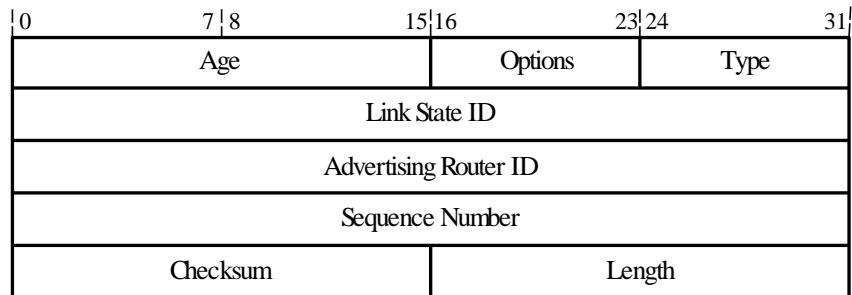 0 7 8 15 16 23 24 31
Age Options Type
Link State ID
Advertising Router ID
Sequence Number
Checksum Length